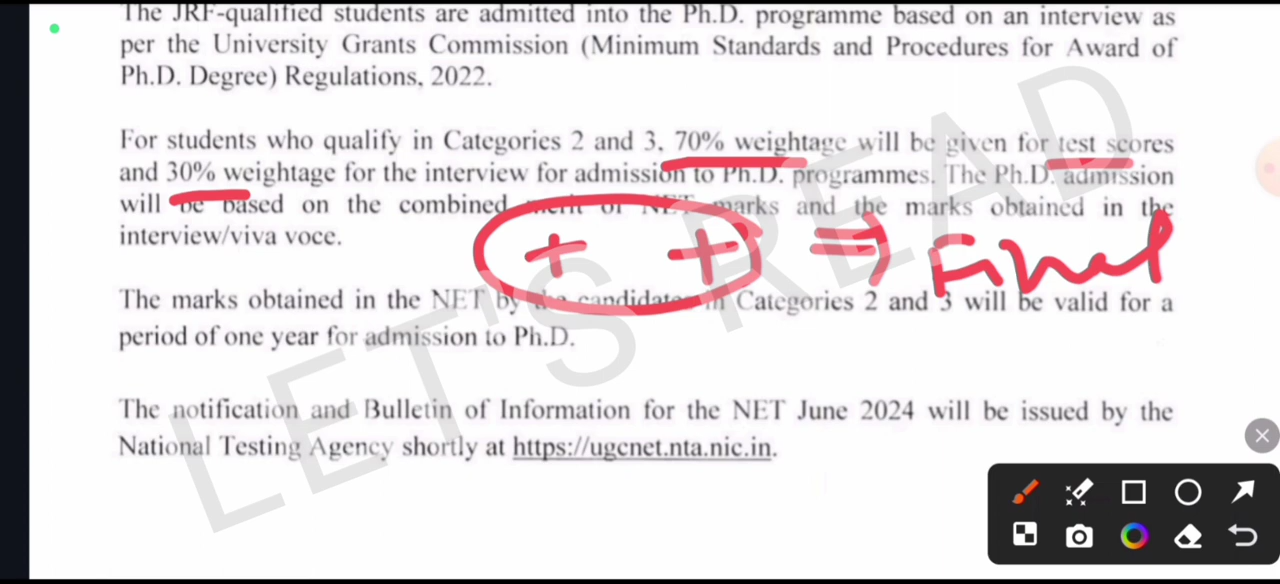 The JRF-qualified students are admitted into the Ph.D. programme based on an interview as
per the University Grants Commission (Minimum Standards and Procedures for Award of
Ph.D. Degree) Regulations, 2022.
For students who qualify in Categories 2 and 3, 70% weightage will be given for test scores
and 30% weightage for the interview for admission to Ph.D. programmes. The Ph.D. admission
will be based on the combined merit of NET marks and the marks obtained in the
interview/viva voce.
+ + ⇒ Final
The marks obtained in the NET by the candidates in Categories 2 and 3 will be valid for a
period of one year for admission to Ph.D.
The notification and Bulletin of Information for the NET June 2024 will be issued by the
National Testing Agency shortly at https://ugcnet.nta.nic.in.
LET'S READ